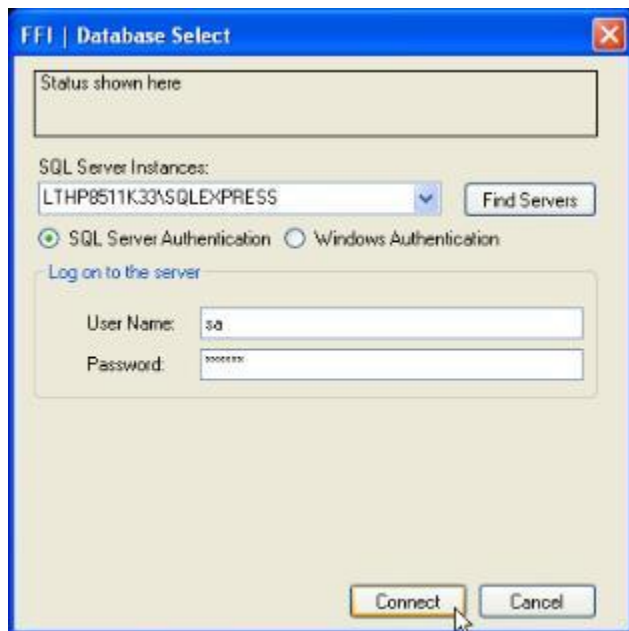 FFI | Database Select
Status shown here
SQL Server Instances:
LTHP8511K33\SQLEXPRESS
Find Servers
SQL Server Authentication
Windows Authentication
Log on to the server
User Name:
sa
Password:
*******
Connect
Cancel